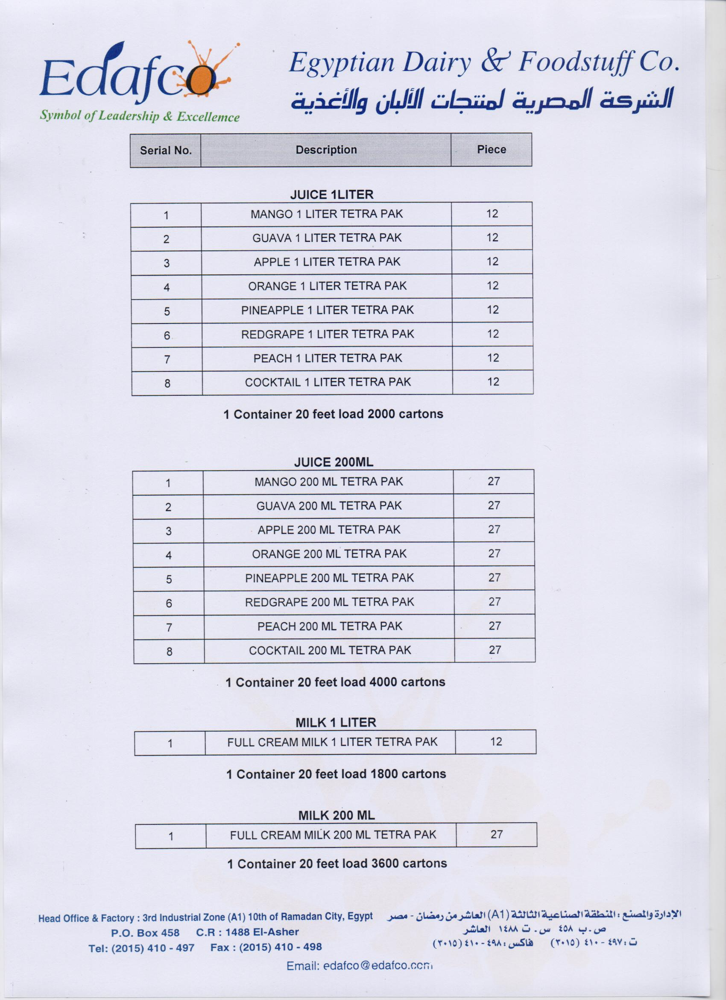 Edafco
Symbol of Leadership & Excellemce
Egyptian Dairy & Foodstuff Co.
الشركة المصرية لمنتجات الألبان والأغذية
Serial No. Description Piece
JUICE 1LITER
1 MANGO 1 LITER TETRA PAK 12
2 GUAVA 1 LITER TETRA PAK 12
3 APPLE 1 LITER TETRA PAK 12
4 ORANGE 1 LITER TETRA PAK 12
5 PINEAPPLE 1 LITER TETRA PAK 12
6 REDGRAPE 1 LITER TETRA PAK 12
7 PEACH 1 LITER TETRA PAK 12
8 COCKTAIL 1 LITER TETRA PAK 12
1 Container 20 feet load 2000 cartons
JUICE 200ML
1 MANGO 200 ML TETRA PAK 27
2 GUAVA 200 ML TETRA PAK 27
3 APPLE 200 ML TETRA PAK 27
4 ORANGE 200 ML TETRA PAK 27
5 PINEAPPLE 200 ML TETRA PAK 27
6 REDGRAPE 200 ML TETRA PAK 27
7 PEACH 200 ML TETRA PAK 27
8 COCKTAIL 200 ML TETRA PAK 27
1 Container 20 feet load 4000 cartons
MILK 1 LITER
1 FULL CREAM MILK 1 LITER TETRA PAK 12
1 Container 20 feet load 1800 cartons
MILK 200 ML
1 FULL CREAM MILK 200 ML TETRA PAK 27
1 Container 20 feet load 3600 cartons
Head Office & Factory : 3rd Industrial Zone (A1) 10th of Ramadan City, Egypt
P.O. Box 458 C.R : 1488 El-Asher
Tel: (2015) 410 - 497 Fax : (2015) 410 - 498
الإدارة والمصنع : المنطقة الصناعية الثالثة (A1) العاشر من رمضان - مصر
ص.ب ٤٥٨ س. ت ١٤٨٨ العاشر
ت : ٤٩٧ - ٤١٠ (٢٠١٥) فاكس : ٤٩٨ - ٤١٠ (٢٠١٥)
Email: edafco@edafco.com